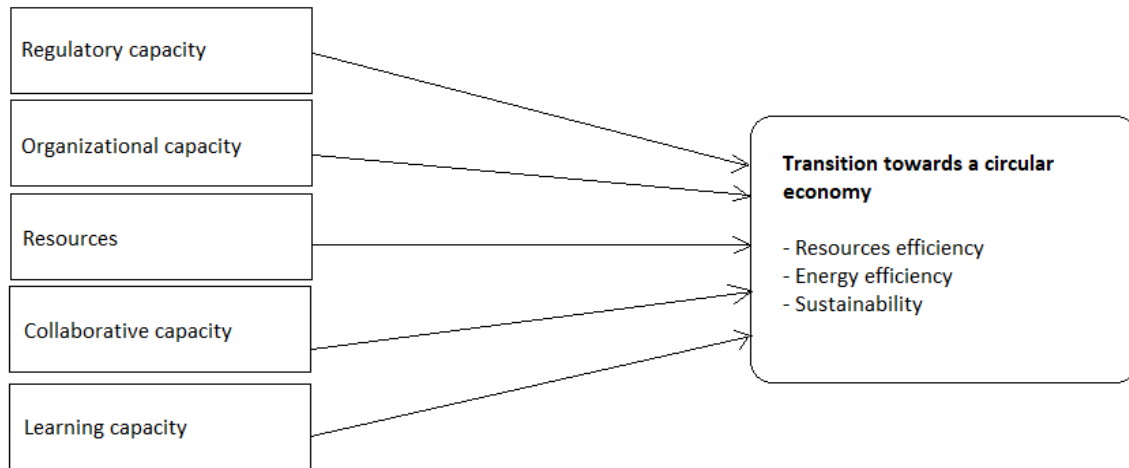 Regulatory capacity
Organizational capacity
Resources
Collaborative capacity
Learning capacity
Transition towards a circular
economy
- Resources efficiency
- Energy efficiency
- Sustainability